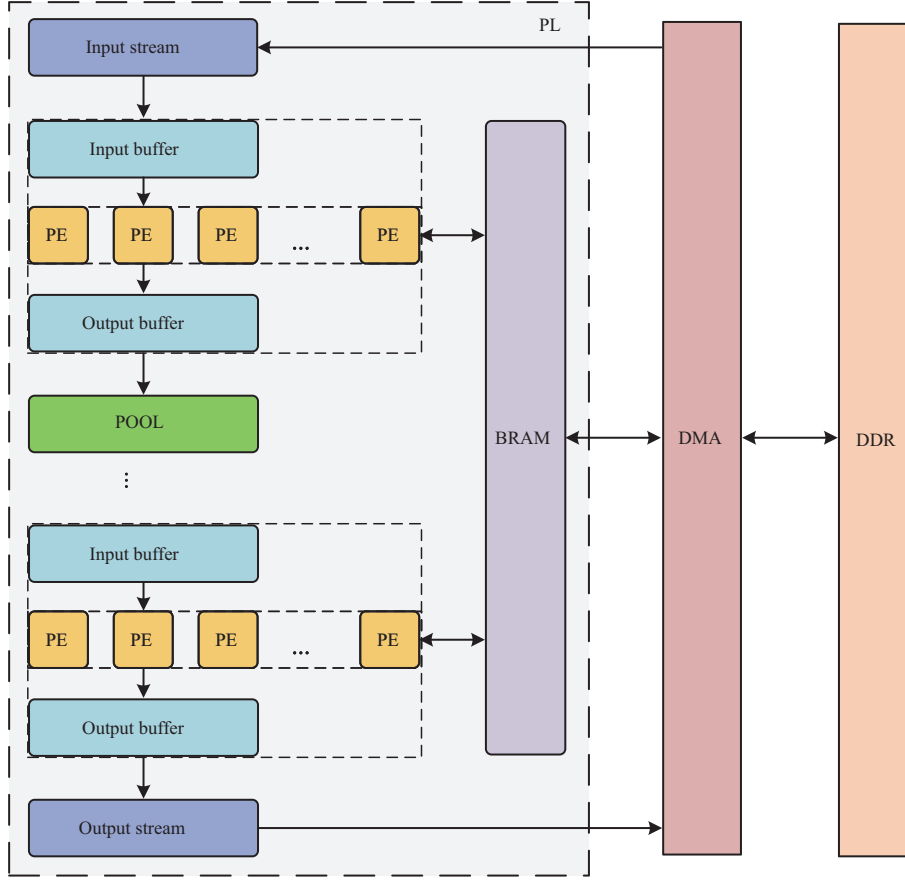 PL
Input stream
Input buffer
PE PE PE ... PE
Output buffer
POOL
BRAM DMA DDR
...
Input buffer
PE PE PE ... PE
Output buffer
Output stream